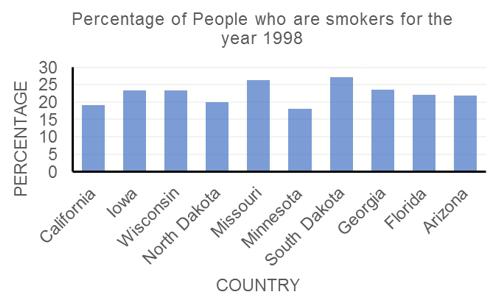 Percentage of People who are smokers for the
year 1998
PERCENTAGE
30
25
20
15
10
5
0
California
Iowa
Wisconsin
North Dakota
Missouri
Minnesota
South Dakota
Georgia
Florida
Arizona
COUNTRY